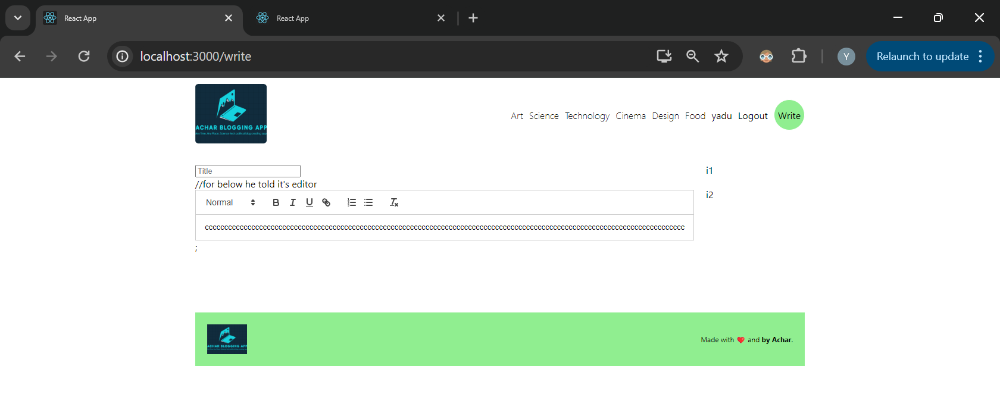 React App
React App
localhost:3000/write
Y
Relaunch to update
ACHAR BLOGGING APP
Art Science Technology Cinema Design Food yadu Logout Write
Title
i1
//for below he told it's editor
Normal B I U
i2
;
ACHAR BLOGGING APP
Made with ❤️ and by Achar.